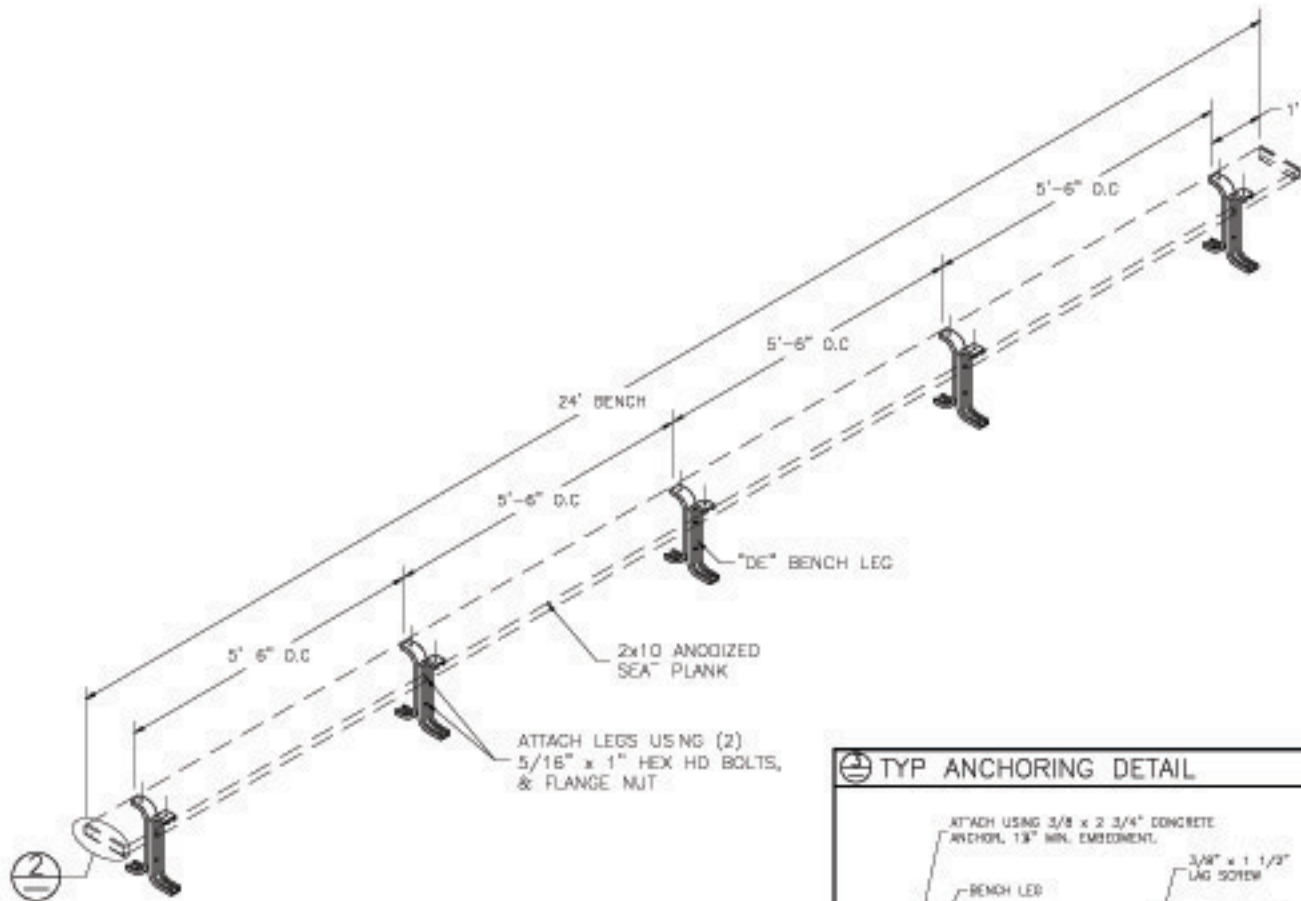 1'
5'-6" O.C
5'-6" O.C
24' BENCH
5'-6" O.C
"DE" BENCH LEG
5' 6" O.C
2x10 ANODIZED
SEAT PLANK
ATTACH LEGS USING (2)
5/16" x 1" HEX HD BOLTS,
& FLANGE NUT
2
3 TYP ANCHORING DETAIL
ATTACH USING 3/8 x 2 3/4" CONCRETE
ANCHOR, MIN. EMBEDMENT.
3/8" x 1 1/2"
LAG SCREW
BENCH LEG